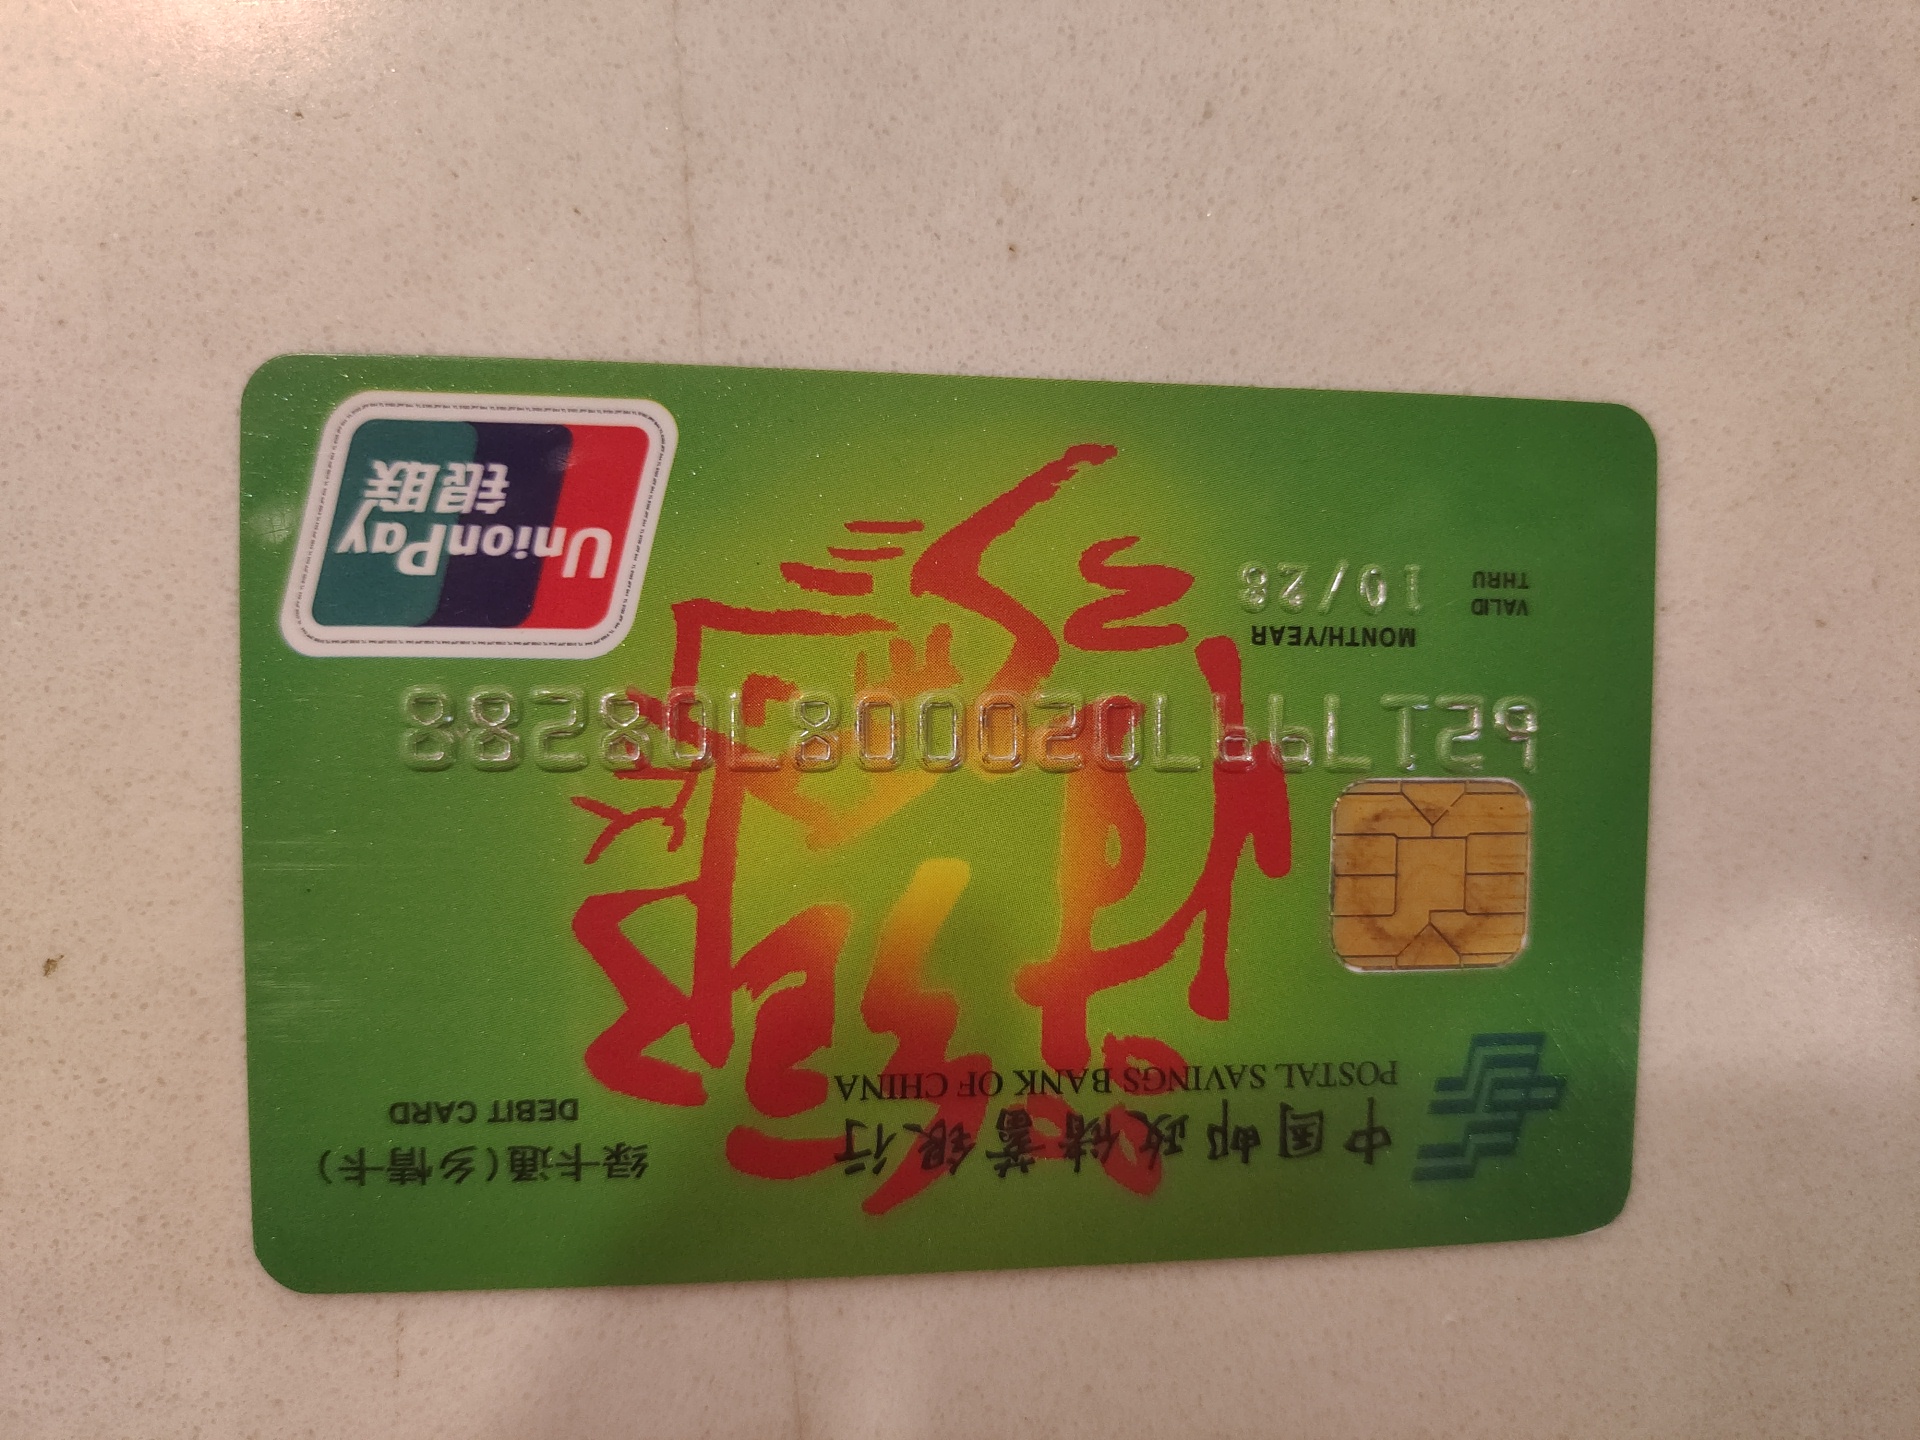 中国邮政储蓄银行
POSTAL SAVINGS BANK OF CHINA
绿卡通(乡情卡)
DEBIT CARD
6217997020008708288
MONTH/YEAR
VALID
THRU
10/28
UnionPay
银联